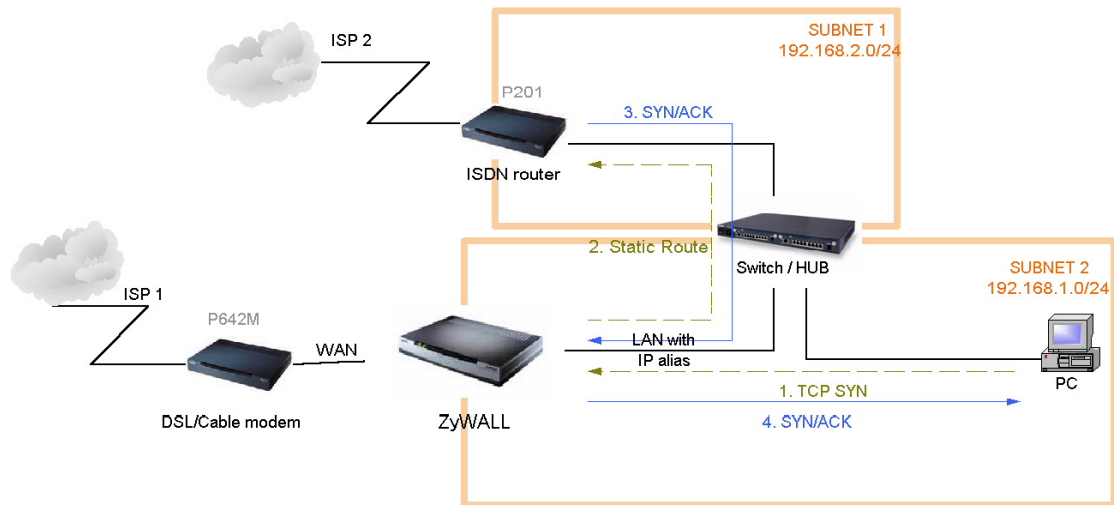 ISP 2
SUBNET 1
192.168.2.0/24
P201
3. SYN/ACK
ISDN router
2. Static Route
Switch / HUB
SUBNET 2
192.168.1.0/24
ISP 1
P642M
WAN
LAN with
IP alias
PC
1. TCP SYN
DSL/Cable modem
ZyWALL
4. SYN/ACK